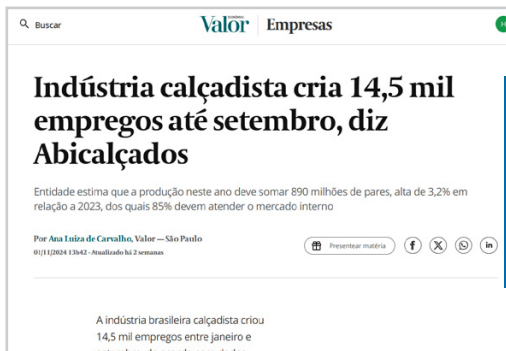 Buscar
ECONÔMICO
Valor Empresas
Indústria calçadista cria 14,5 mil
empregos até setembro, diz
Abicalçados
Entidade estima que a produção neste ano deve somar 890 milhões de pares, alta de 3,2% em
relação a 2023, dos quais 85% devem atender o mercado interno
Por Ana Luiza de Carvalho, Valor — São Paulo
01/11/2024 13h42 · Atualizado há 2 semanas
Presentear matéria
A indústria brasileira calçadista criou
14,5 mil empregos entre janeiro e